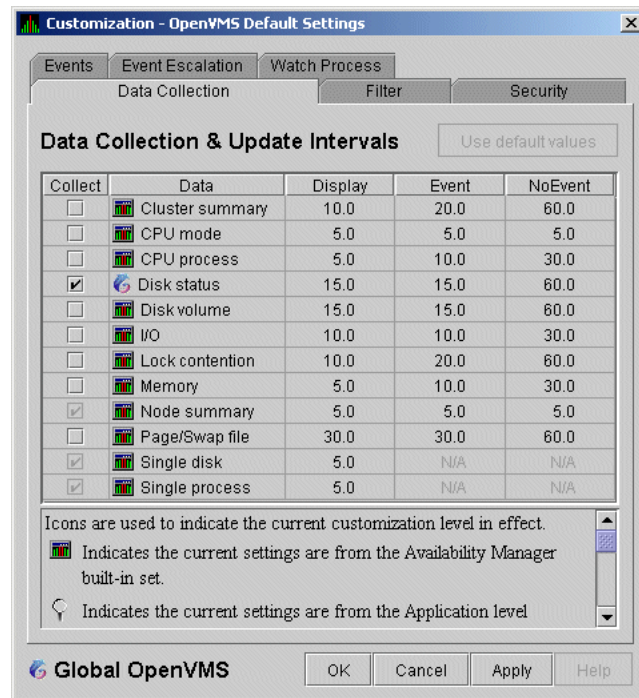 Customization - OpenVMS Default Settings
Events Event Escalation Watch Process
Data Collection Filter Security
Data Collection & Update Intervals Use default values
Collect Data Display Event NoEvent
Cluster summary 10.0 20.0 60.0
CPU mode 5.0 5.0 5.0
CPU process 5.0 10.0 30.0
Disk status 15.0 15.0 60.0
Disk volume 15.0 15.0 60.0
I/O 10.0 10.0 30.0
Lock contention 10.0 20.0 60.0
Memory 5.0 10.0 30.0
Node summary 5.0 5.0 5.0
Page/Swap file 30.0 30.0 60.0
Single disk 5.0 N/A N/A
Single process 5.0 N/A N/A
Icons are used to indicate the current customization level in effect.
Indicates the current settings are from the Availability Manager
built-in set.
Indicates the current settings are from the Application level
Global OpenVMS OK Cancel Apply Help